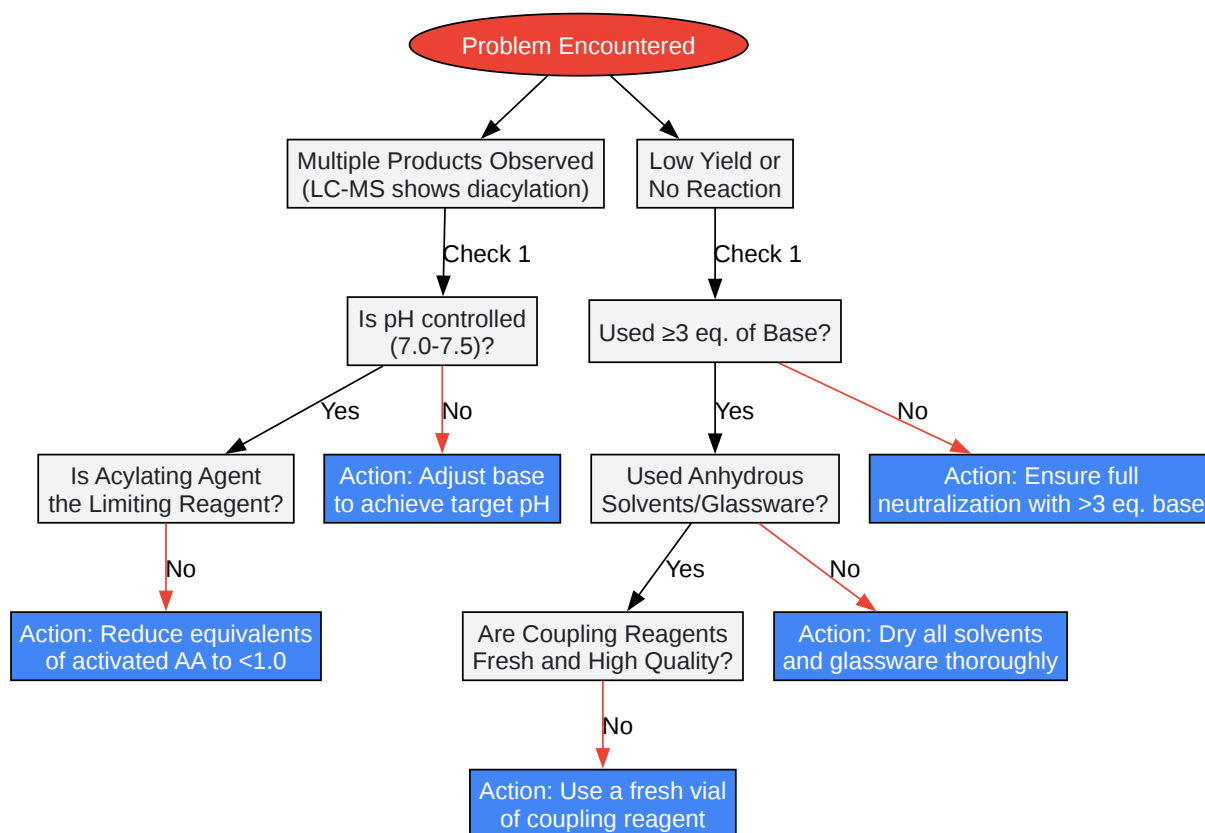 Problem Encountered
Multiple Products Observed
(LC-MS shows diacylation)
Low Yield or
No Reaction
Check 1
Check 1
Is pH controlled
(7.0-7.5)?
Used ≥3 eq. of Base?
Yes
No
Yes
No
Is Acylating Agent
the Limiting Reagent?
Action: Adjust base
to achieve target pH
Used Anhydrous
Solvents/Glassware?
Action: Ensure full
neutralization with >3 eq. base
No
Yes
No
Action: Reduce equivalents
of activated AA to <1.0
Are Coupling Reagents
Fresh and High Quality?
Action: Dry all solvents
and glassware thoroughly
No
Action: Use a fresh vial
of coupling reagent